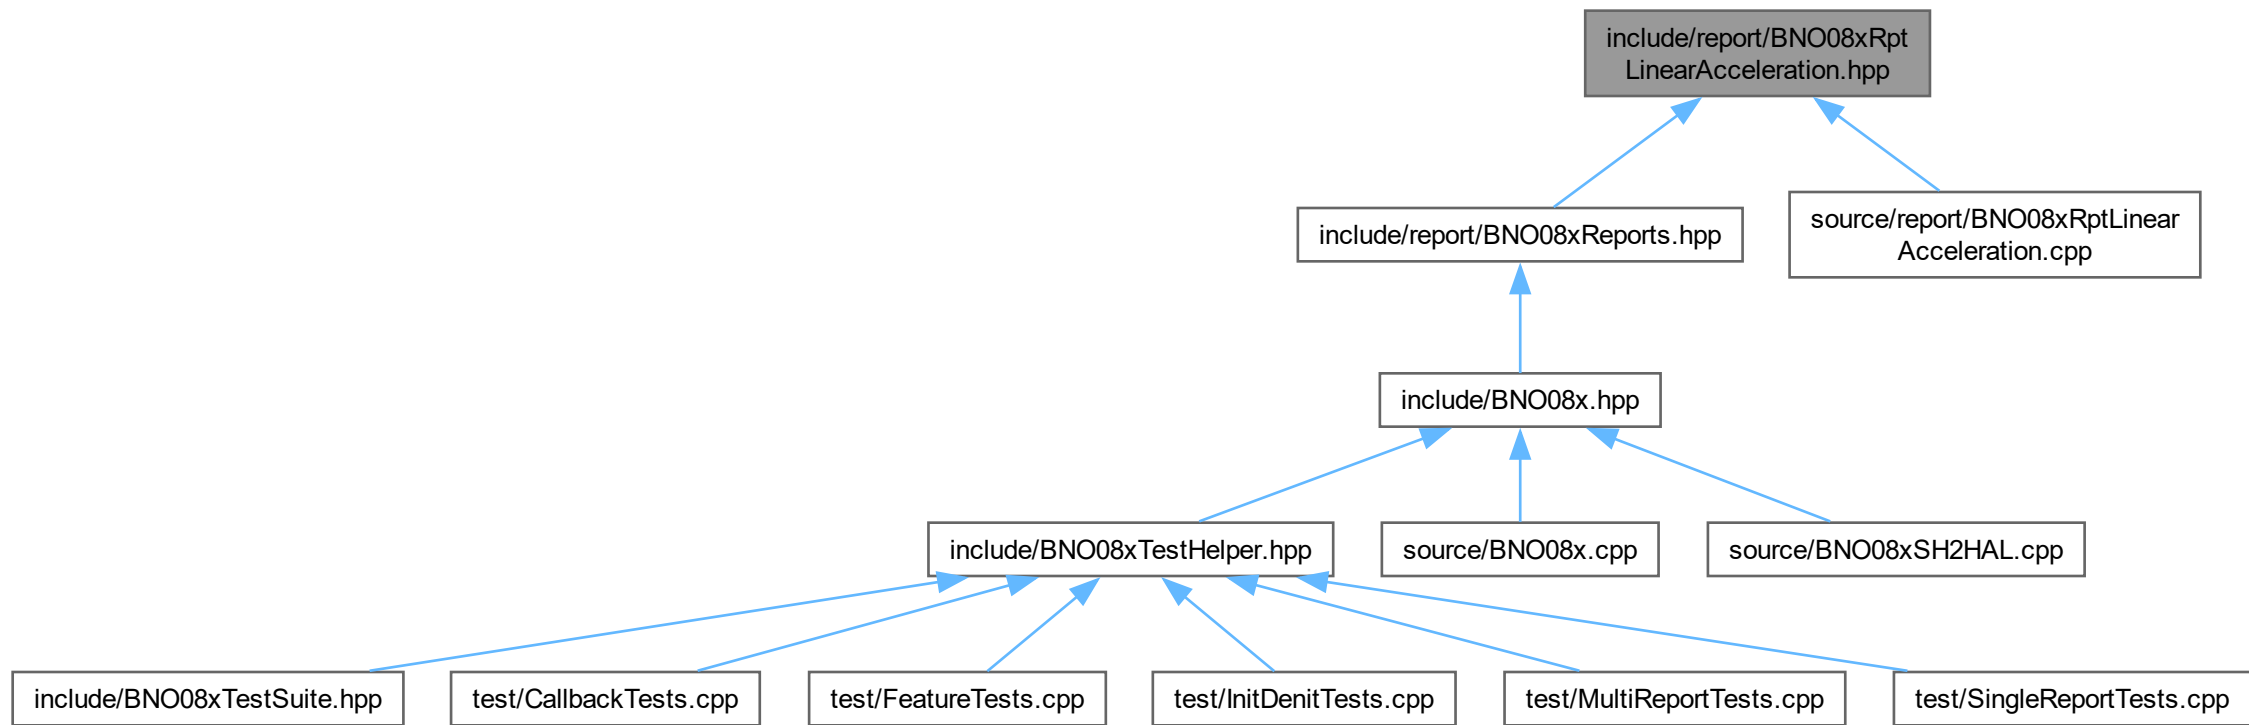 include/report/BNO08xRpt
LinearAcceleration.hpp
include/report/BNO08xReports.hpp
source/report/BNO08xRptLinear
Acceleration.cpp
include/BNO08x.hpp
include/BNO08xTestHelper.hpp
source/BNO08x.cpp
source/BNO08xSH2HAL.cpp
include/BNO08xTestSuite.hpp
test/CallbackTests.cpp
test/FeatureTests.cpp
test/InitDenitTests.cpp
test/MultiReportTests.cpp
test/SingleReportTests.cpp